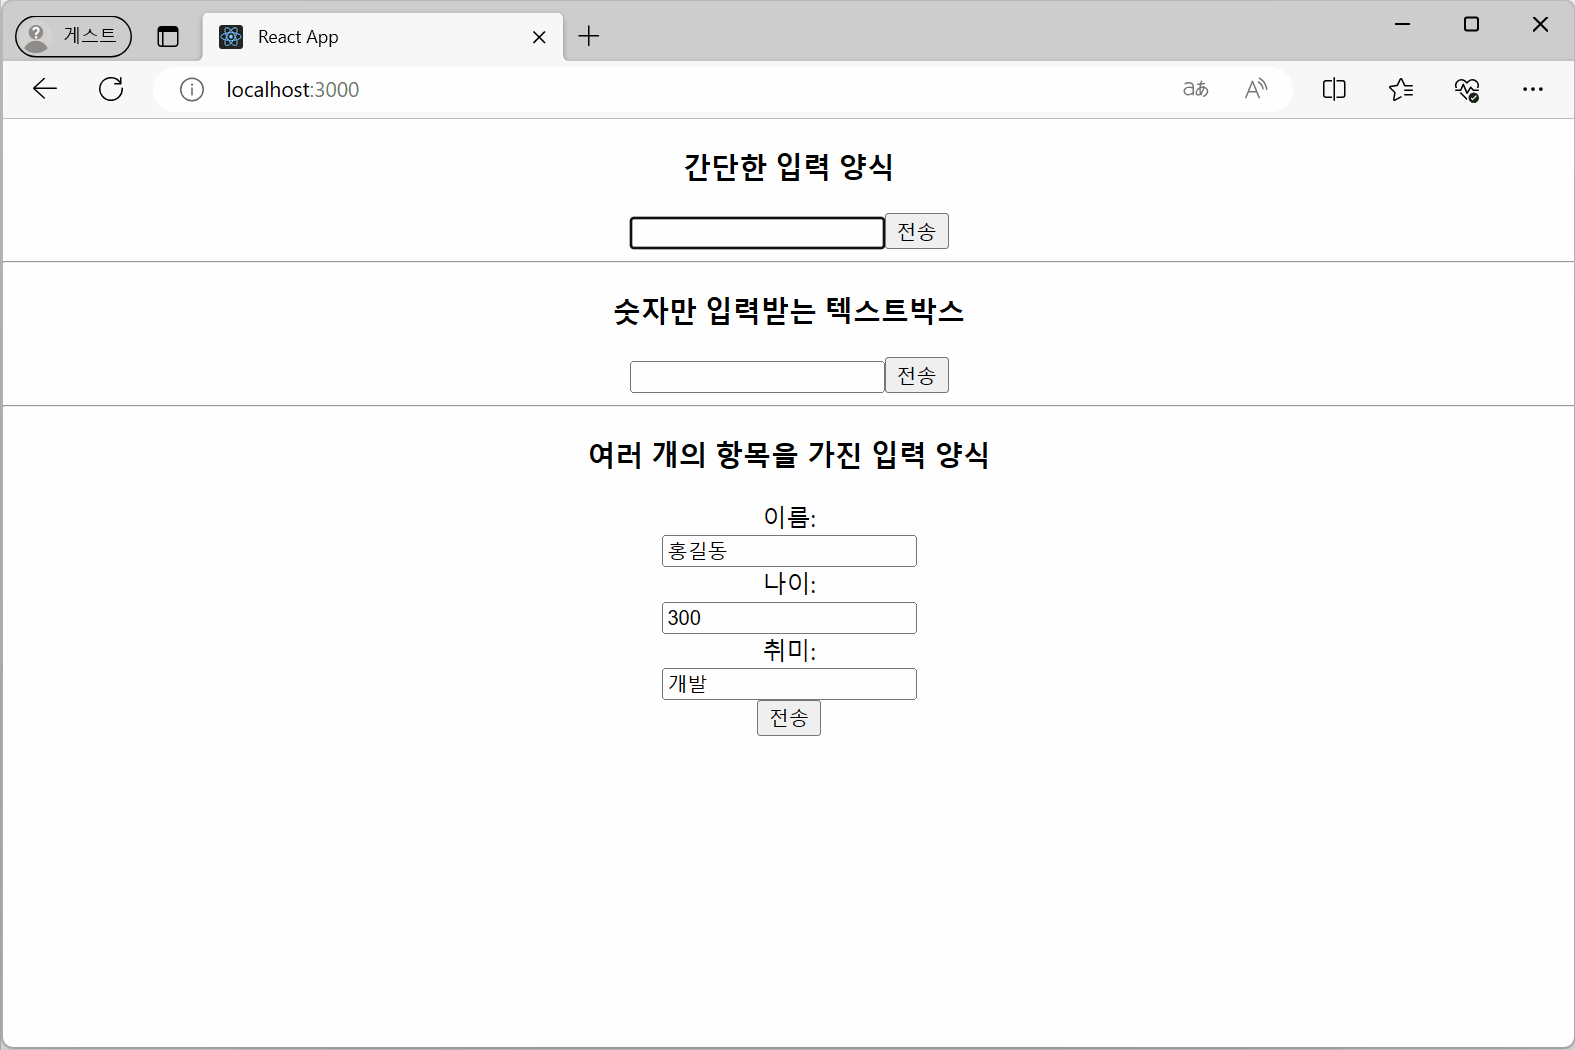 게스트
React App
localhost:3000
간단한 입력 양식
전송
숫자만 입력받는 텍스트박스
전송
여러 개의 항목을 가진 입력 양식
이름:
홍길동
나이:
300
취미:
개발
전송